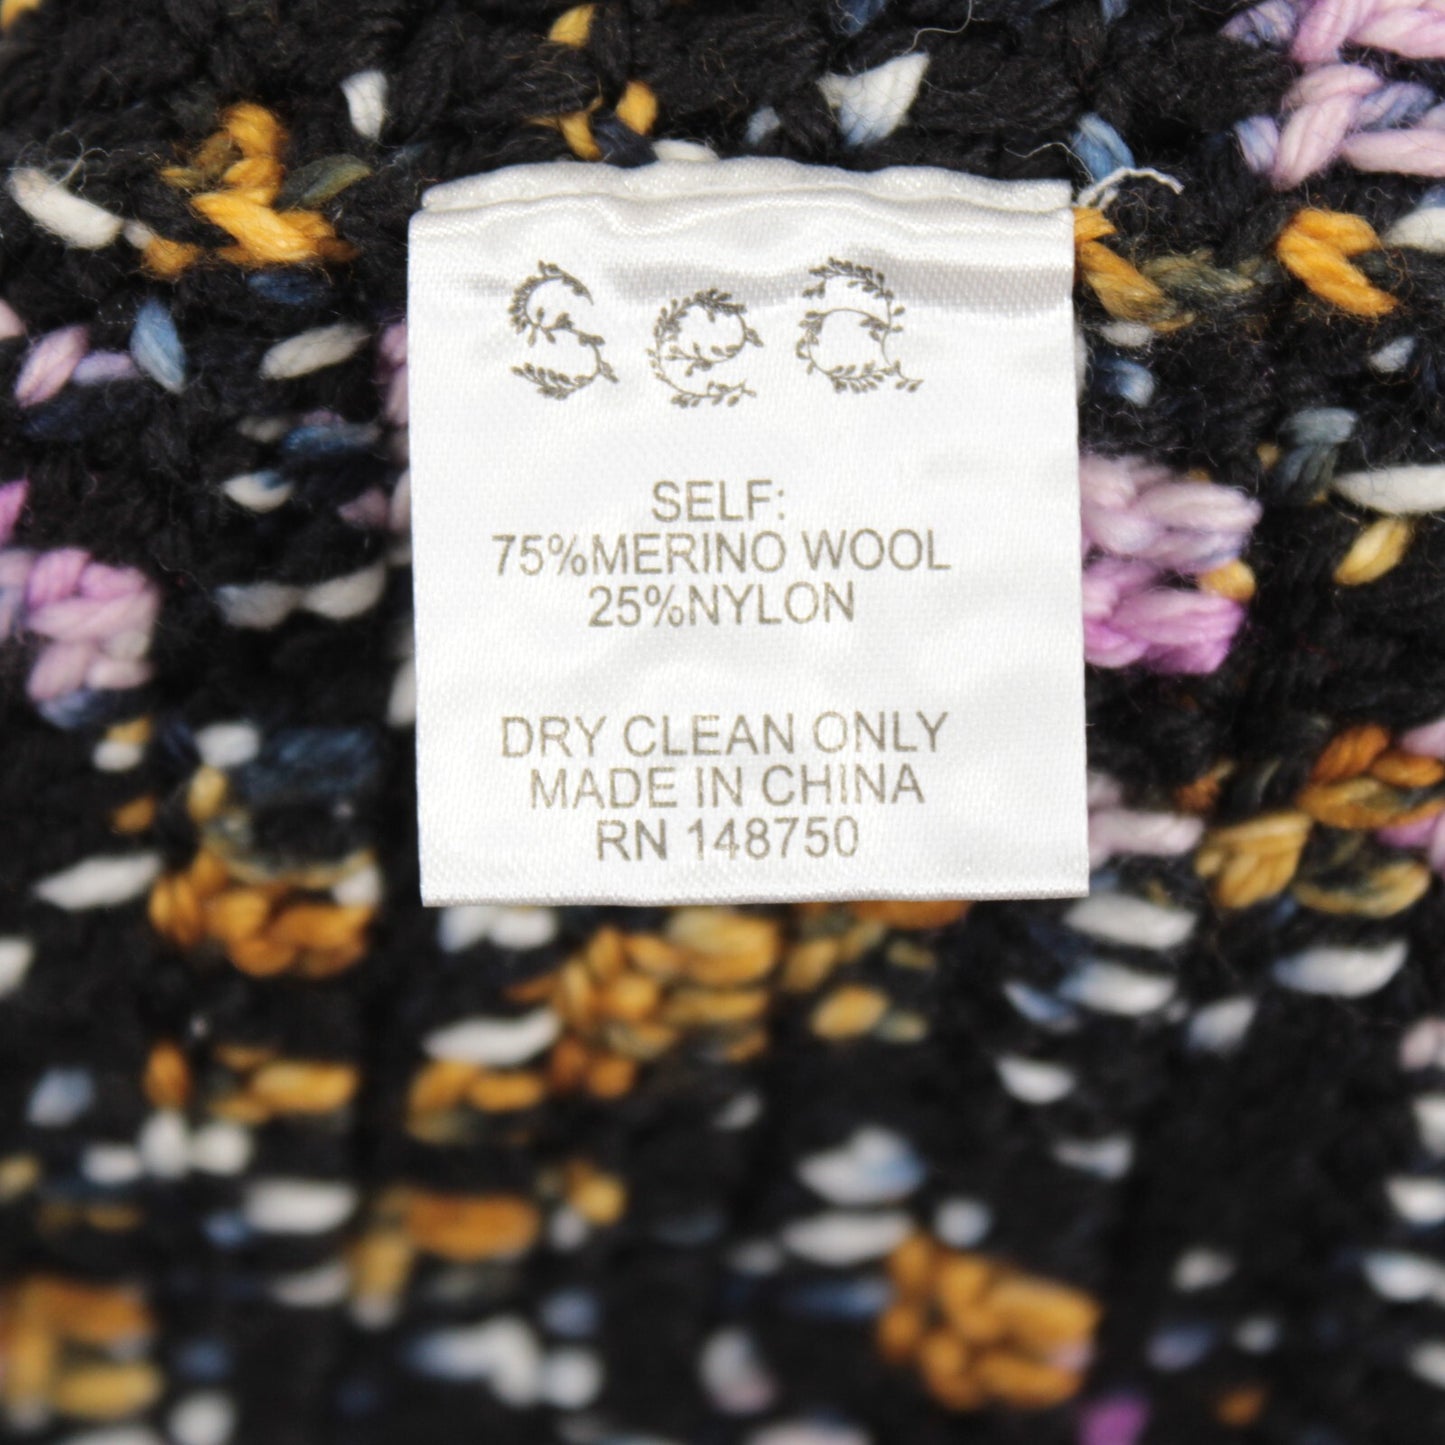 Sea
SELF:
75%MERINO WOOL
25%NYLON
DRY CLEAN ONLY
MADE IN CHINA
RN 148750